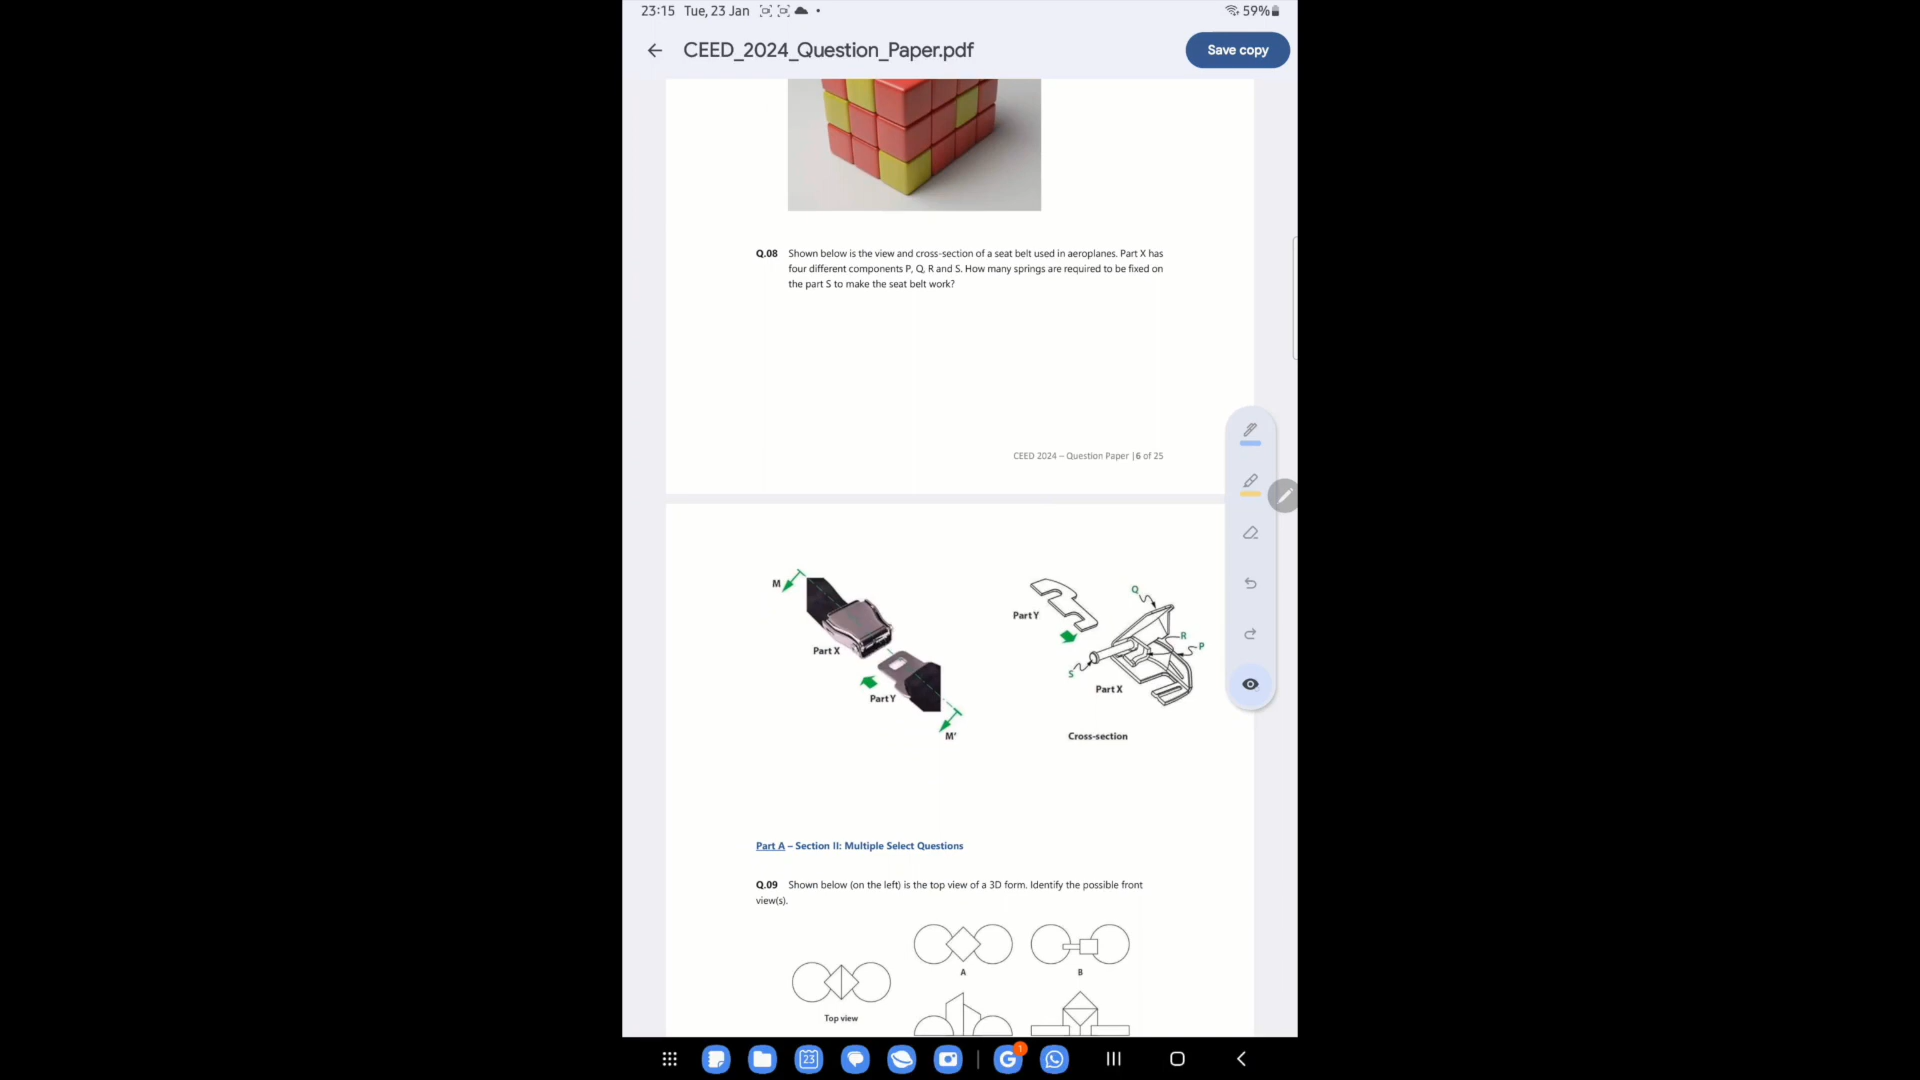 23:15 Tue, 23 Jan
59%
CEED_2024_Question_Paper.pdf
Save copy
Q.08 Shown below is the view and cross-section of a seat belt used in aeroplanes. Part X has
four different components P, Q, R and S. How many springs are required to be fixed on
the part S to make the seat belt work?
CEED 2024 – Question Paper | 6 of 25
M
Part X
Part Y
M'
Part Y
Q
R
P
S
Part X
Cross-section
Part A – Section II: Multiple Select Questions
Q.09 Shown below (on the left) is the top view of a 3D form. Identify the possible front
view(s).
A
B
Top view
23
G
1